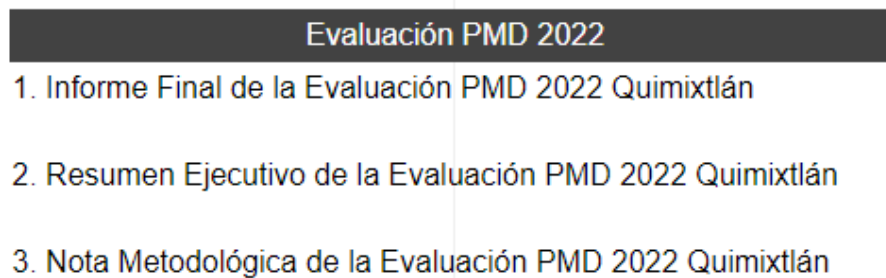 Evaluación PMD 2022
1. Informe Final de la Evaluación PMD 2022 Quimixtlán
2. Resumen Ejecutivo de la Evaluación PMD 2022 Quimixtlán
3. Nota Metodológica de la Evaluación PMD 2022 Quimixtlán